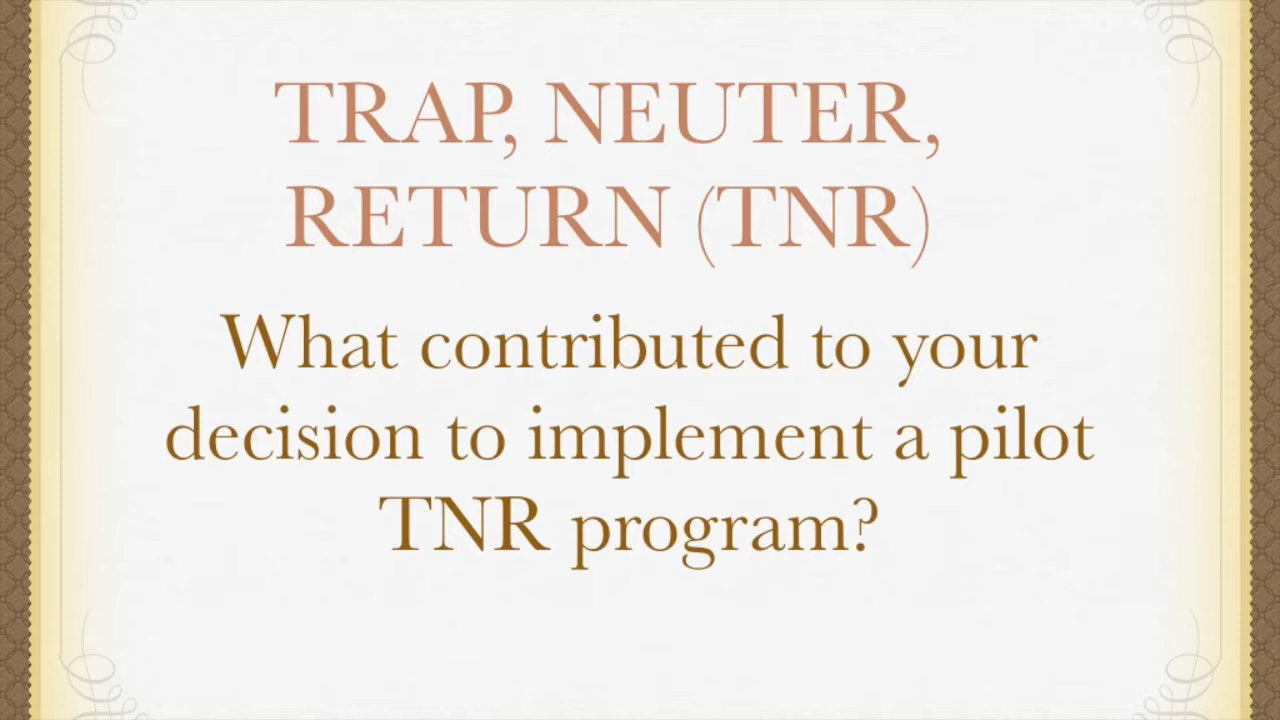 TRAP, NEUTER,
RETURN (TNR)
What contributed to your
decision to implement a pilot
TNR program?